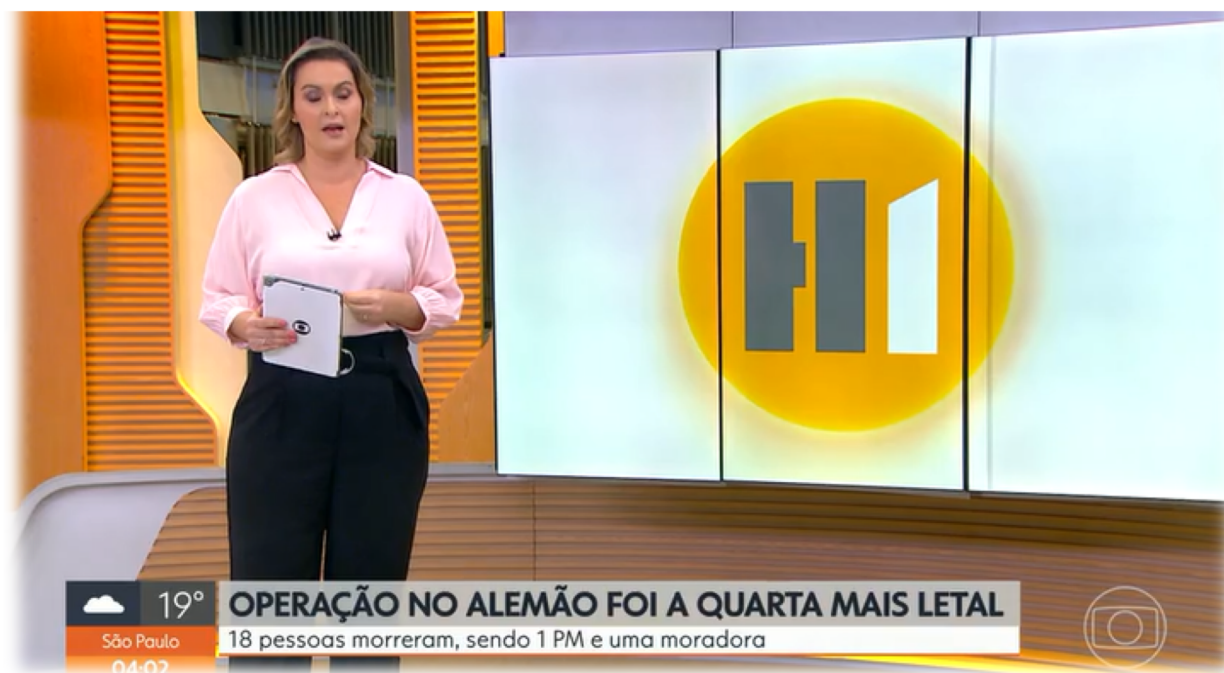 H1
19°
OPERAÇÃO NO ALEMÃO FOI A QUARTA MAIS LETAL
São Paulo
18 pessoas morreram, sendo 1 PM e uma moradora
04:02